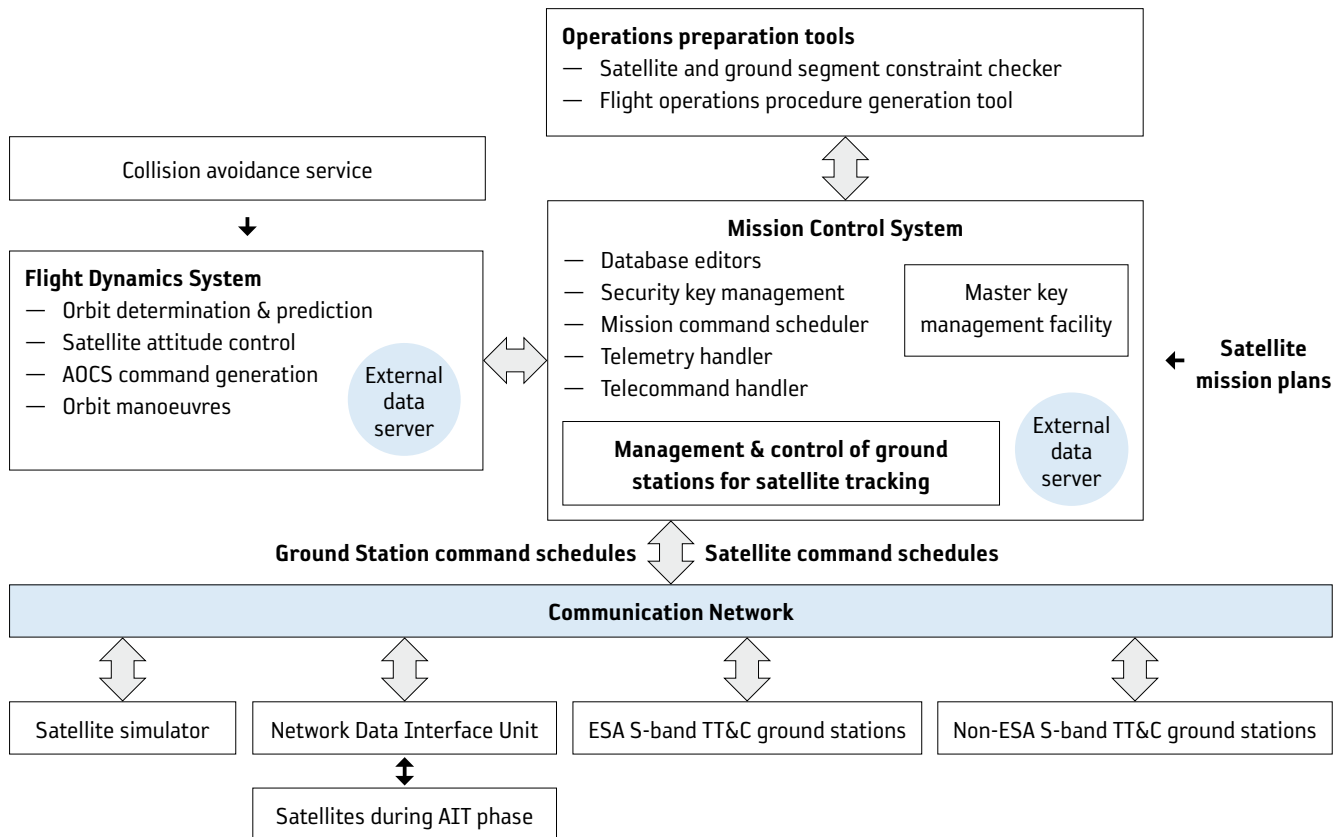 Operations preparation tools
— Satellite and ground segment constraint checker
— Flight operations procedure generation tool
Collision avoidance service
Flight Dynamics System
— Orbit determination & prediction
— Satellite attitude control
— AOCS command generation
— Orbit manoeuvres
External
data
server
Mission Control System
— Database editors
— Security key management
— Mission command scheduler
— Telemetry handler
— Telecommand handler
Master key
management facility
Management & control of ground
stations for satellite tracking
External
data
server
Satellite
mission plans
Ground Station command schedules
Satellite command schedules
Communication Network
Satellite simulator
Network Data Interface Unit
ESA S-band TT&C ground stations
Non-ESA S-band TT&C ground stations
Satellites during AIT phase